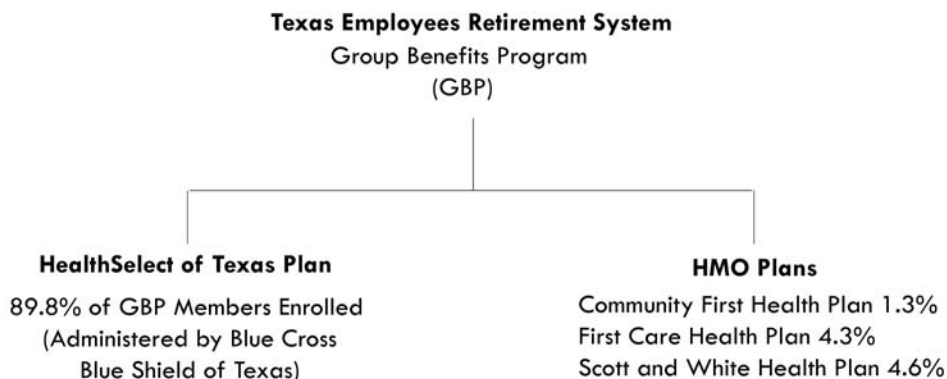 Texas Employees Retirement System
Group Benefits Program
(GBP)
HealthSelect of Texas Plan
89.8% of GBP Members Enrolled
(Administered by Blue Cross
Blue Shield of Texas)
HMO Plans
Community First Health Plan 1.3%
First Care Health Plan 4.3%
Scott and White Health Plan 4.6%